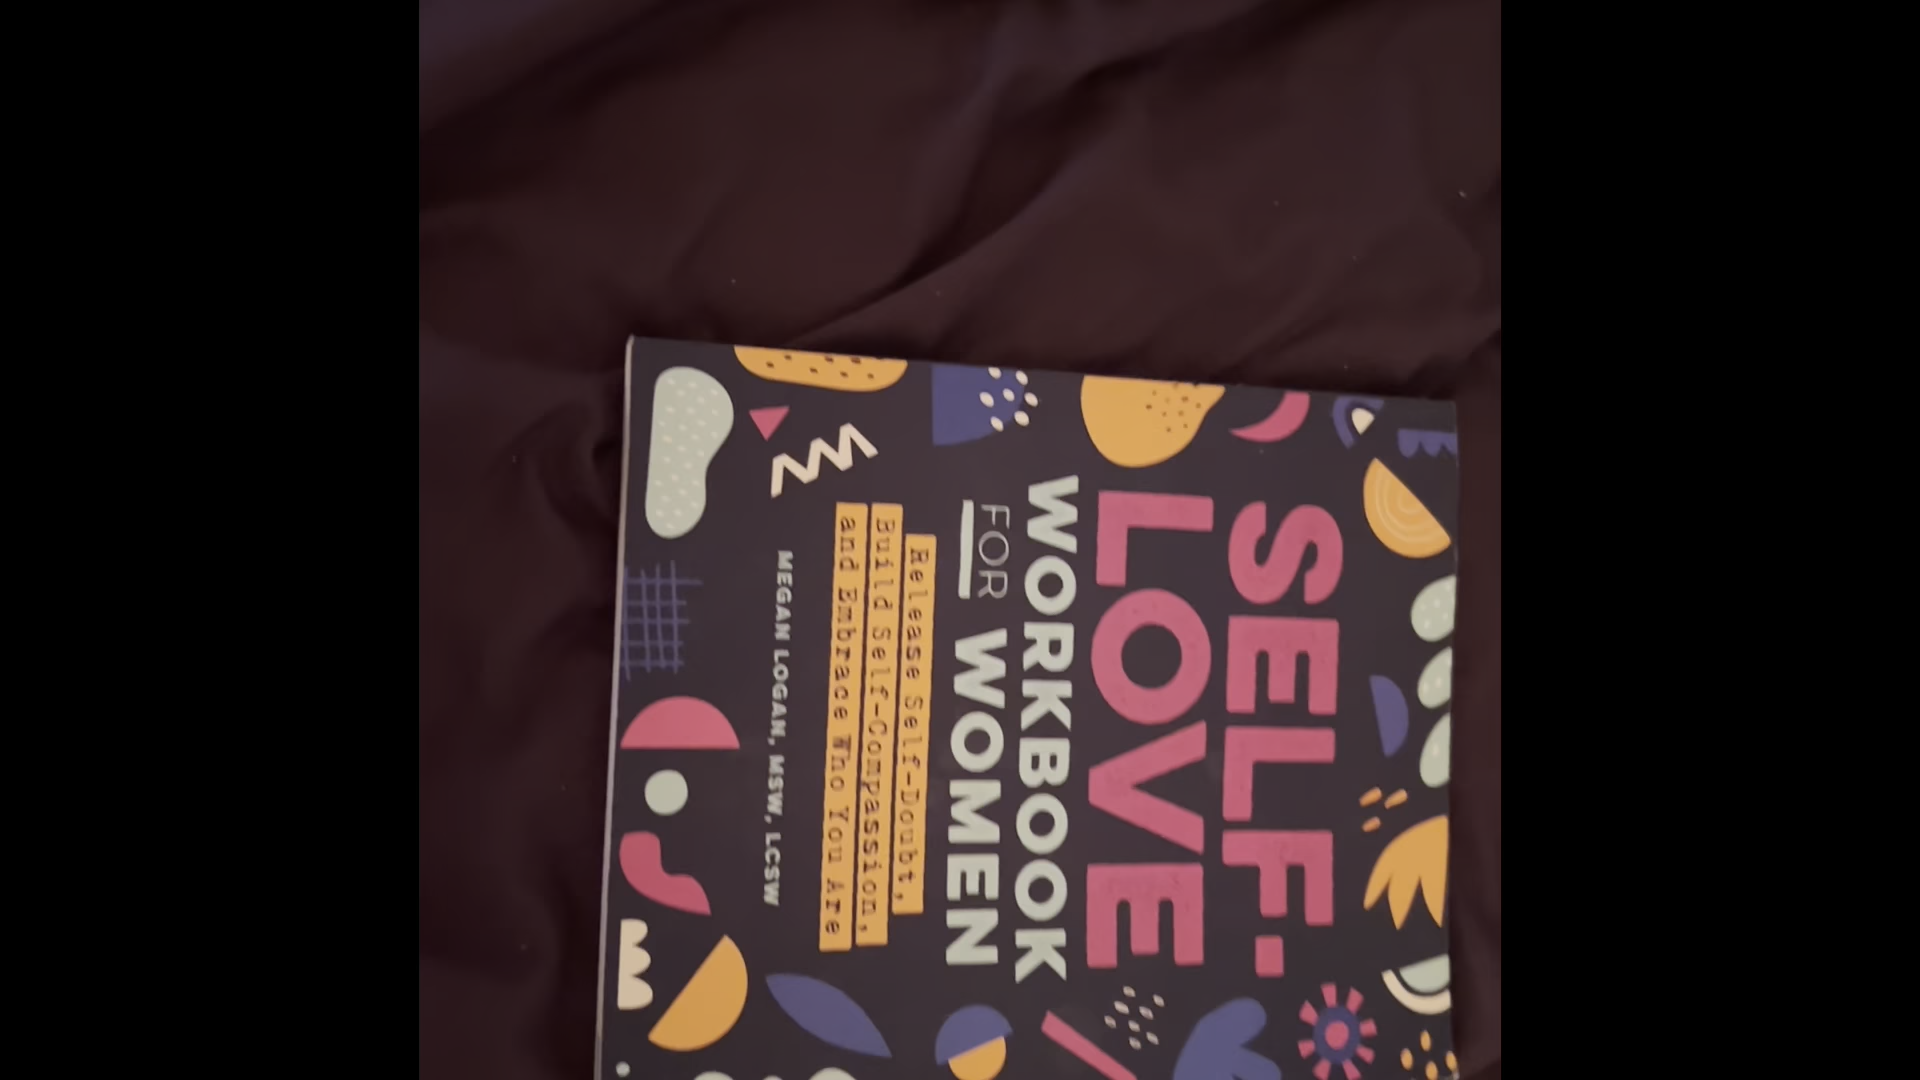 SELF-
LOVE
WORKBOOK
FOR WOMEN
Release Self-Doubt,
Build Self-Compassion,
and Embrace Who You Are
MEGAN LOGAN, MSW, LCSW